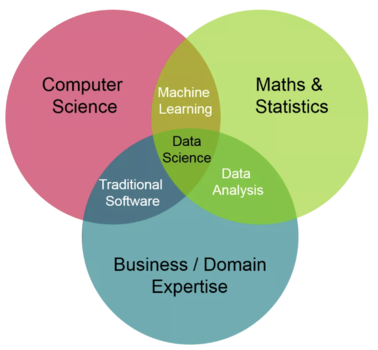 Computer
Science
Machine
Learning
Maths &
Statistics
Data
Science
Traditional
Software
Data
Analysis
Business / Domain
Expertise